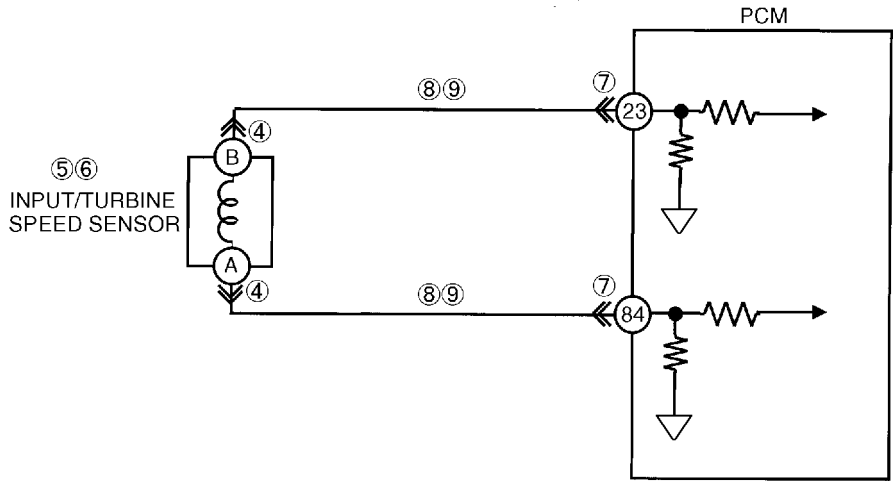 PCM
⑧⑨
⑦
23
④
B
⑤⑥
INPUT/TURBINE
SPEED SENSOR
A
④
⑧⑨
⑦
84